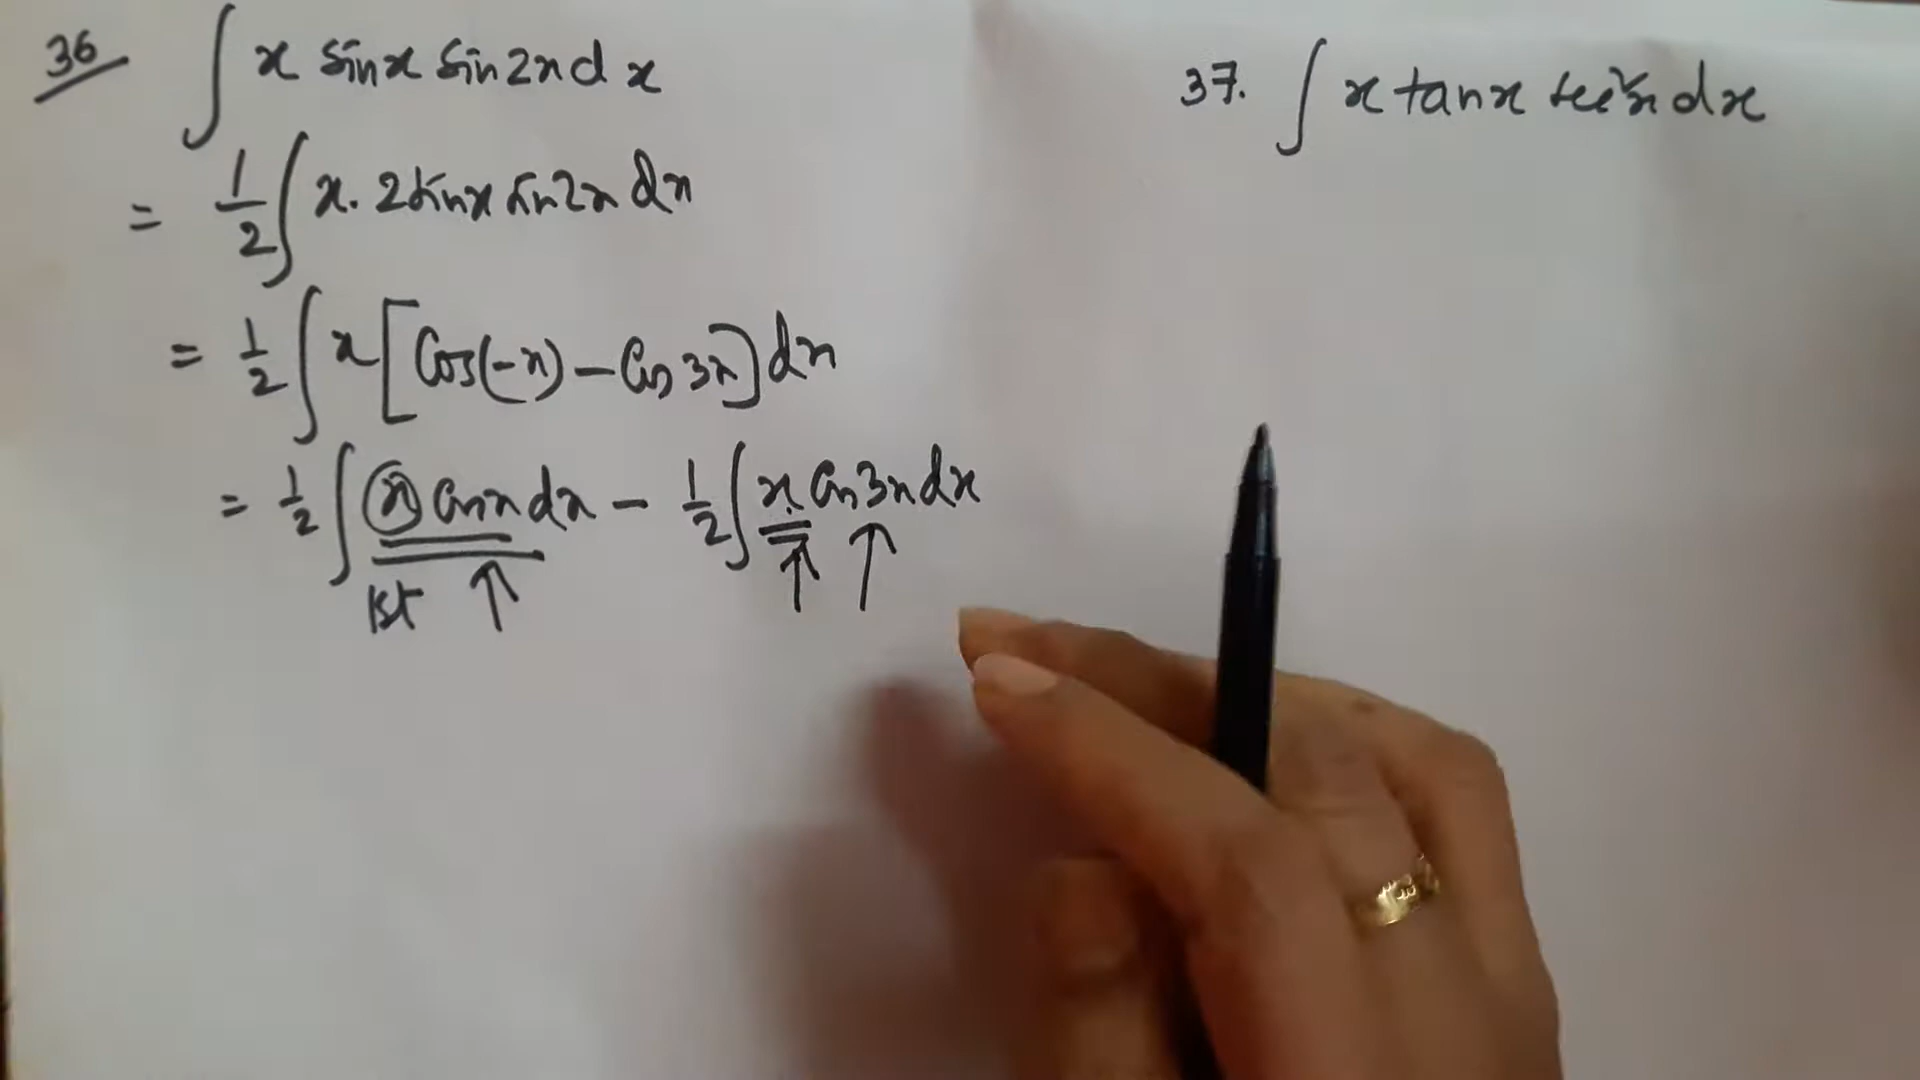 36 ∫ x sinx sin2x dx
= 1/2 ∫ x. 2sinx sin2x dx
= 1/2 ∫ x [Cos(-x) - Cos 3x] dx
= 1/2 ∫ x Cosx dx - 1/2 ∫ x. Cos3x dx
1st
37. ∫ x tanx sec²x dx